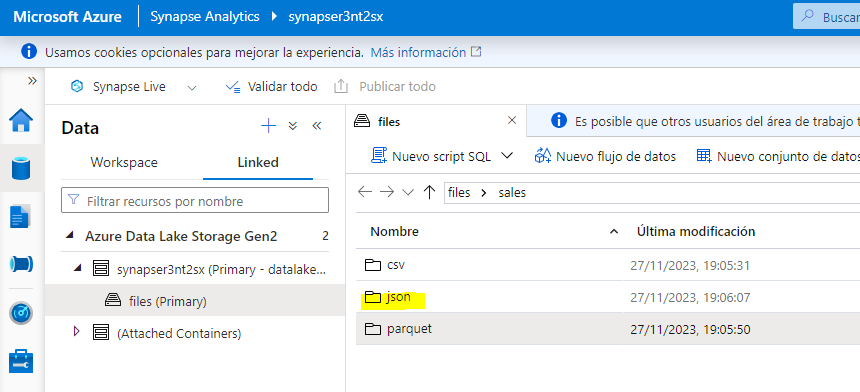 Microsoft Azure Synapse Analytics synapser3nt2sx Buscar
Usamos cookies opcionales para mejorar la experiencia. Más información
Synapse Live Validar todo Publicar todo
Data
Workspace Linked
Filtrar recursos por nombre
Azure Data Lake Storage Gen2 2
synapser3nt2sx (Primary - datalake...
files (Primary)
(Attached Containers)
files Es posible que otros usuarios del área de trabajo t
Nuevo script SQL Nuevo flujo de datos Nuevo conjunto de datos
files sales
Nombre Última modificación
csv 27/11/2023, 19:05:31
json 27/11/2023, 19:06:07
parquet 27/11/2023, 19:05:50